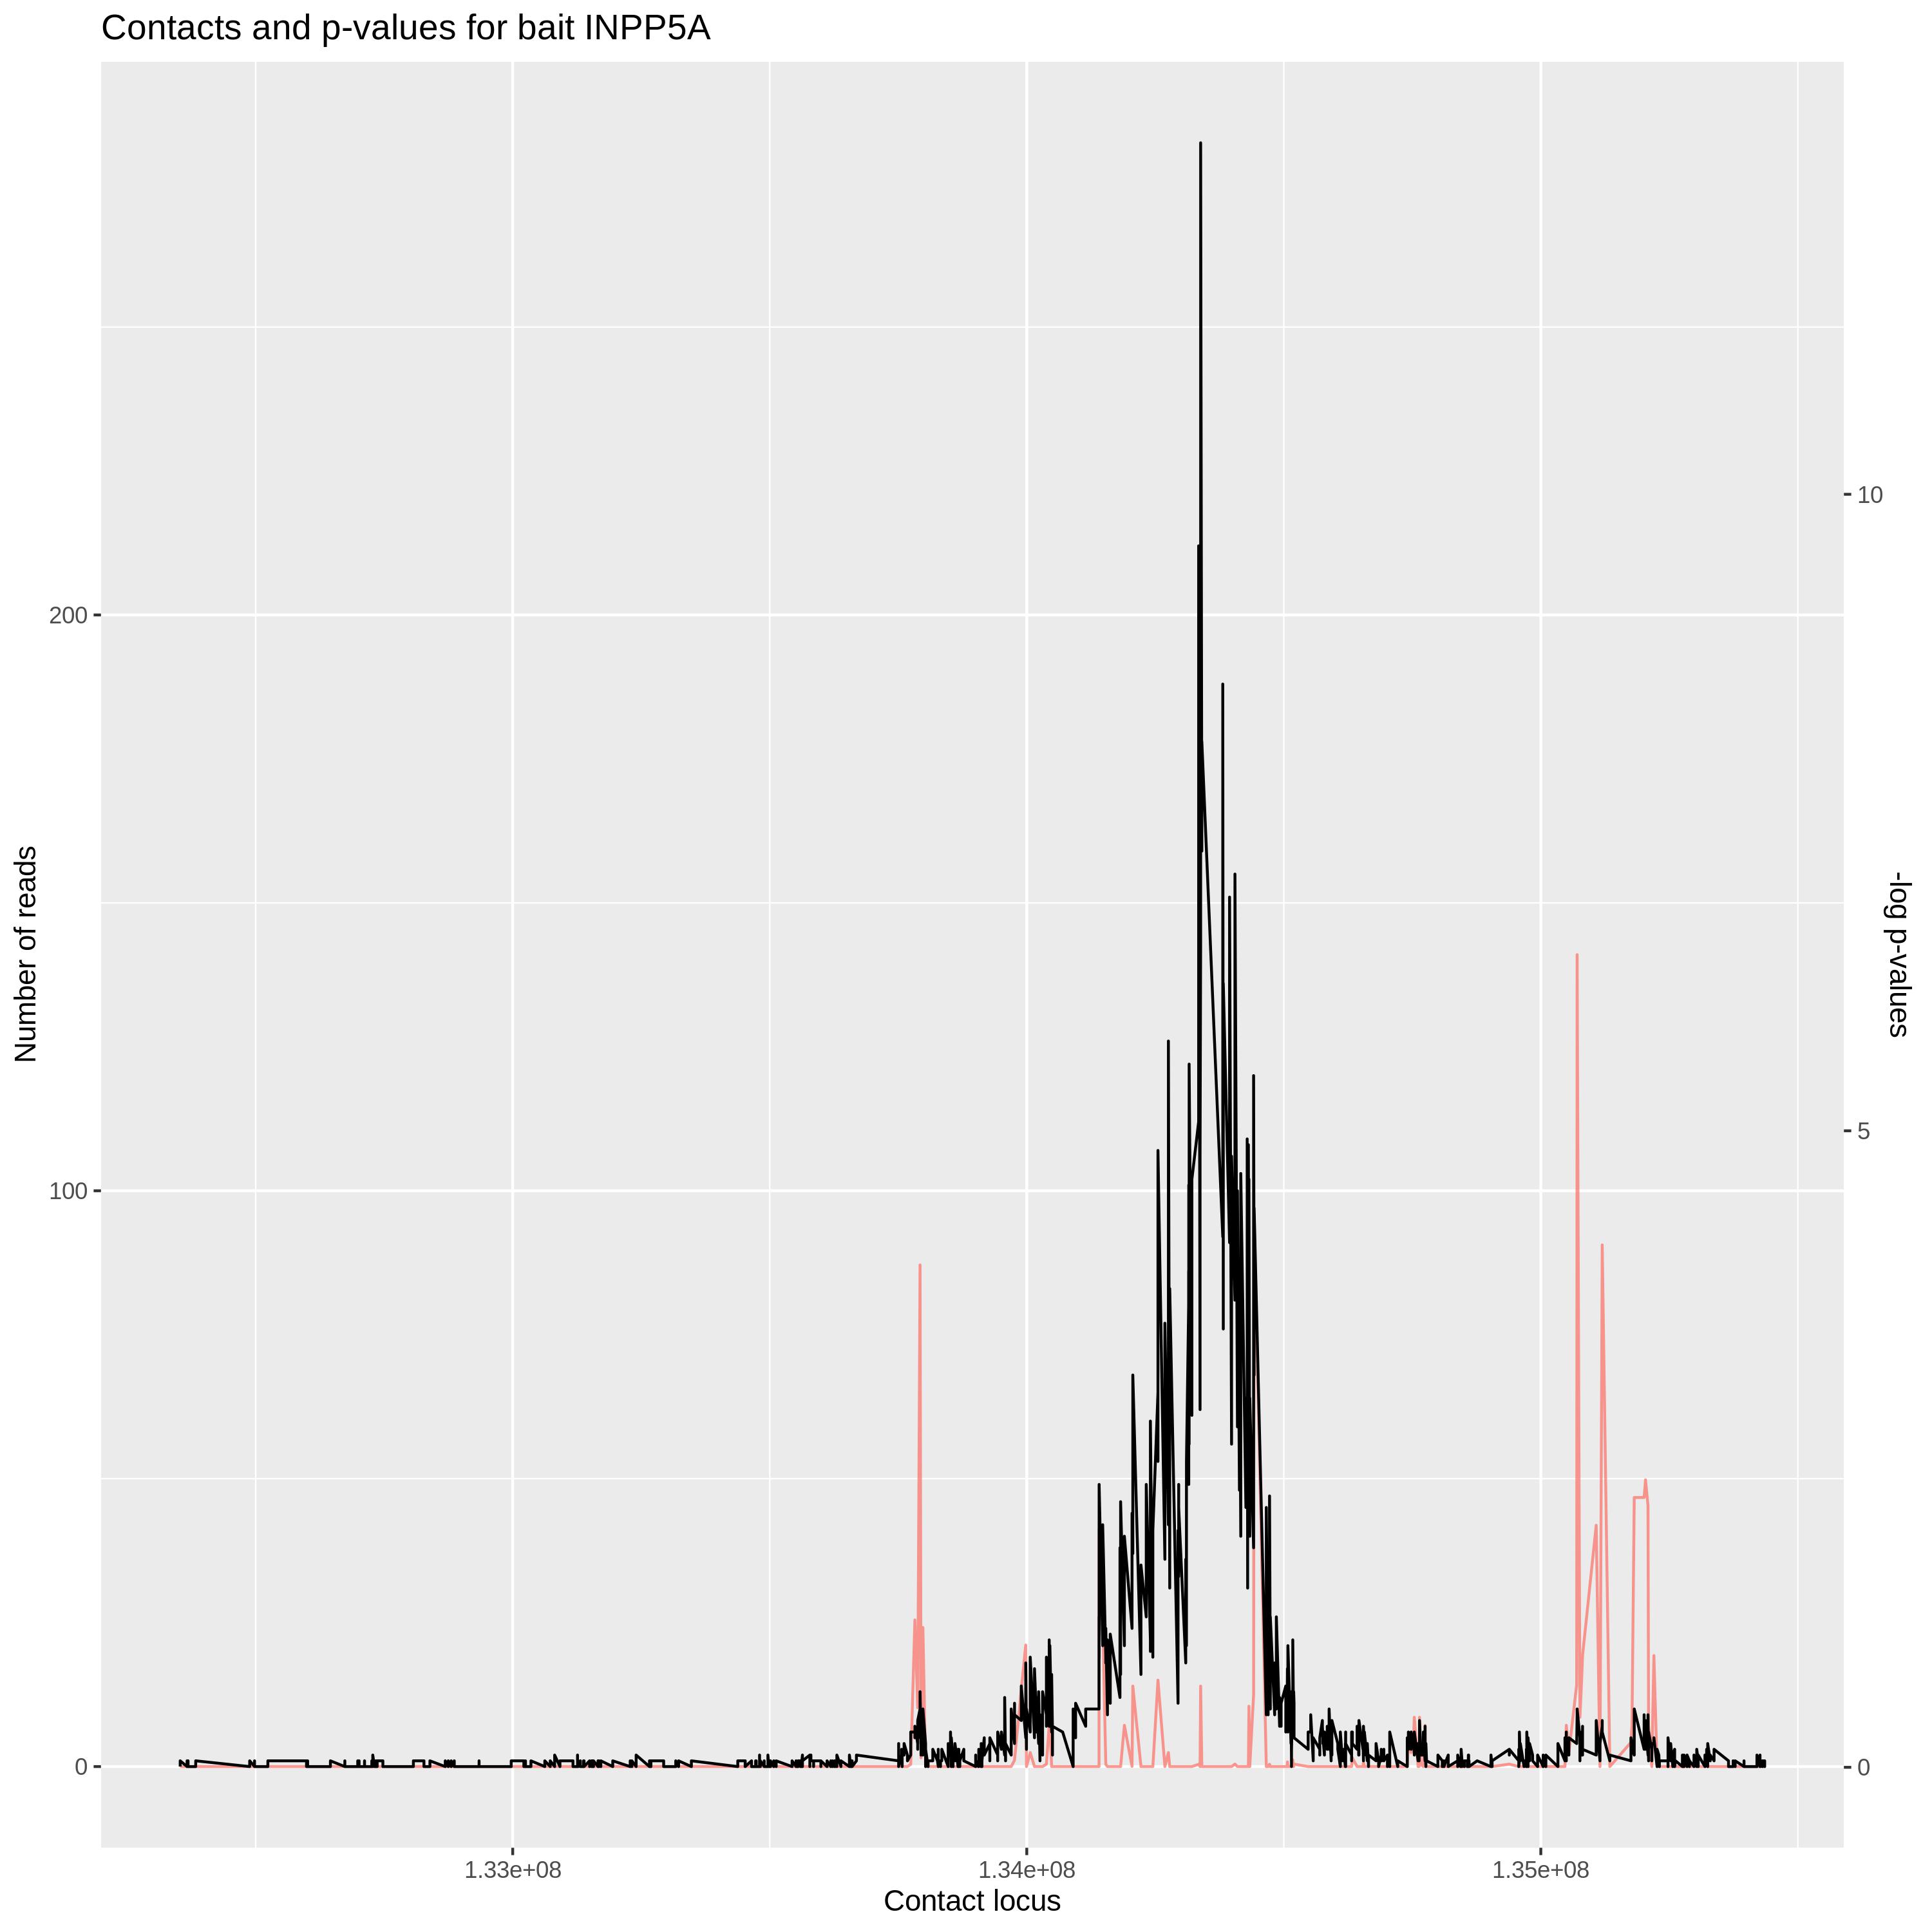 Contacts and p-values for bait INPP5A
Number of reads
200
100
0
10
5
0
-log p-values
1.33e+08
1.34e+08
1.35e+08
Contact locus